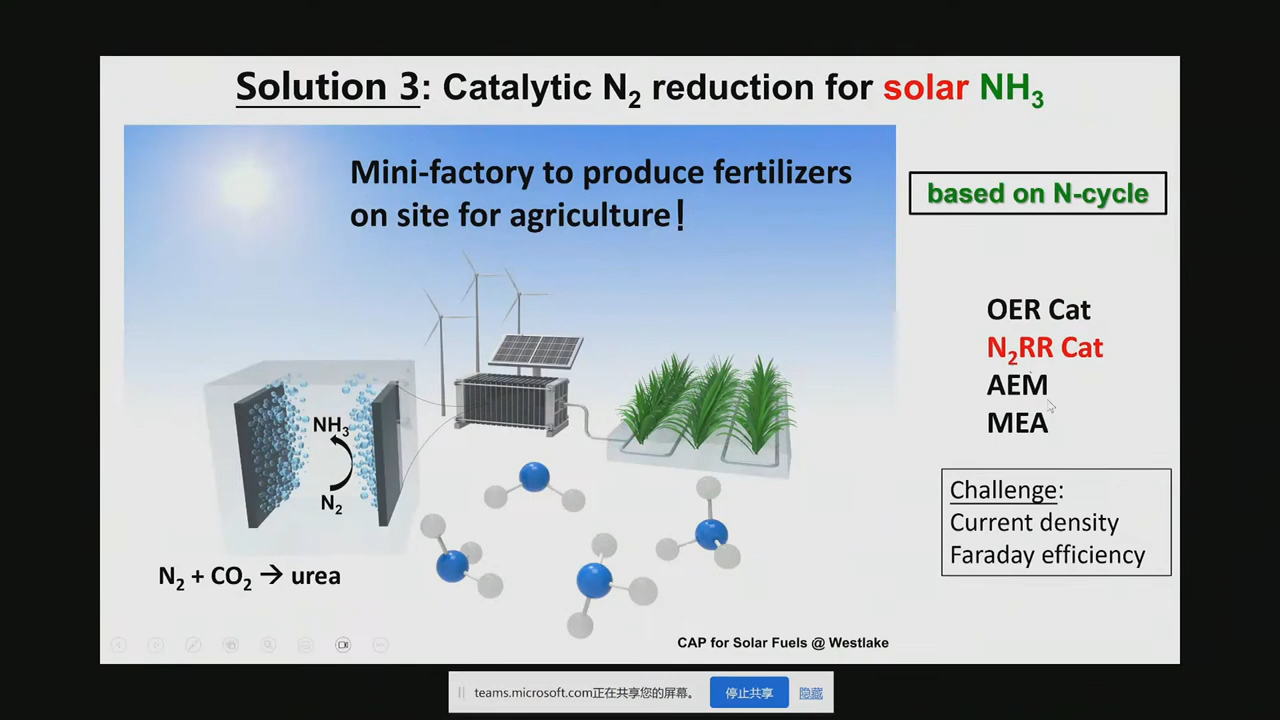 Solution 3: Catalytic N₂ reduction for solar NH₃
Mini-factory to produce fertilizers
on site for agriculture!
based on N-cycle
OER Cat
N₂RR Cat
AEM
MEA
NH₃
N₂
Challenge:
Current density
Faraday efficiency
N₂ + CO₂ → urea
CAP for Solar Fuels @ Westlake
teams.microsoft.com正在共享您的屏幕。
停止共享
隐藏